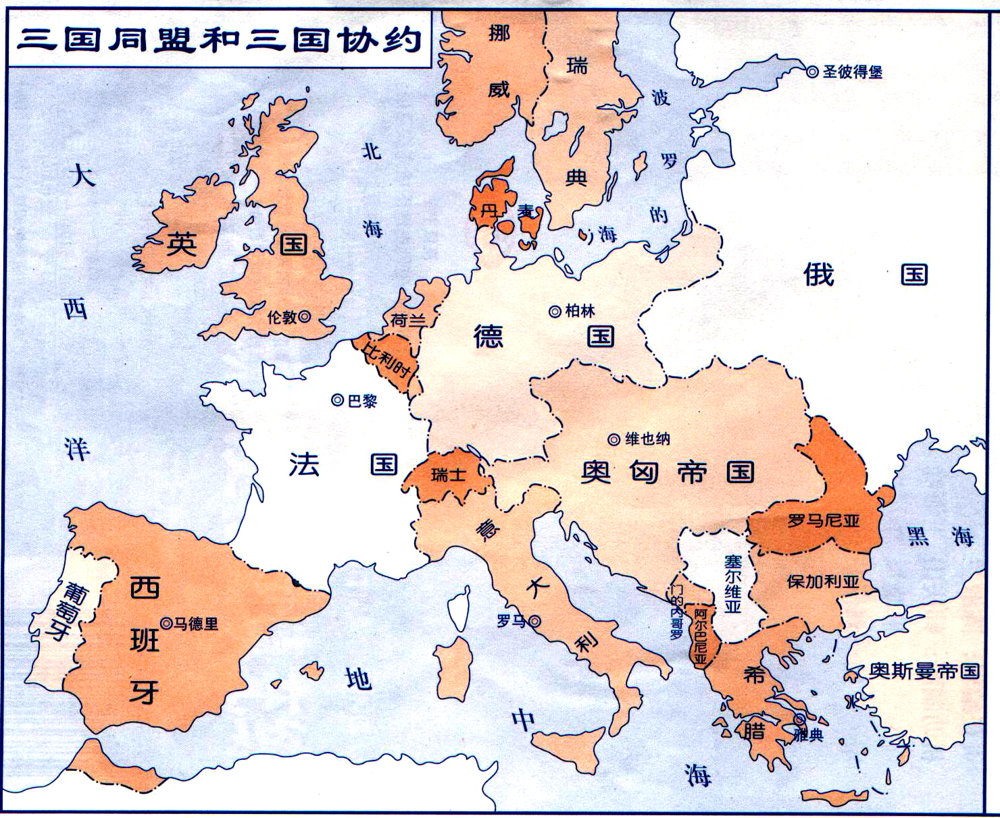 三国同盟和三国协约
挪威
瑞典
圣彼得堡
波罗的海
北海
大西洋
丹麦
英国
伦敦
荷兰
比利时
德国
柏林
俄国
巴黎
法国
瑞士
维也纳
奥匈帝国
罗马尼亚
黑海
塞尔维亚
保加利亚
门的内哥罗
阿尔巴尼亚
意大利
罗马
西班牙
马德里
葡萄牙
地中海
希腊
雅典
奥斯曼帝国